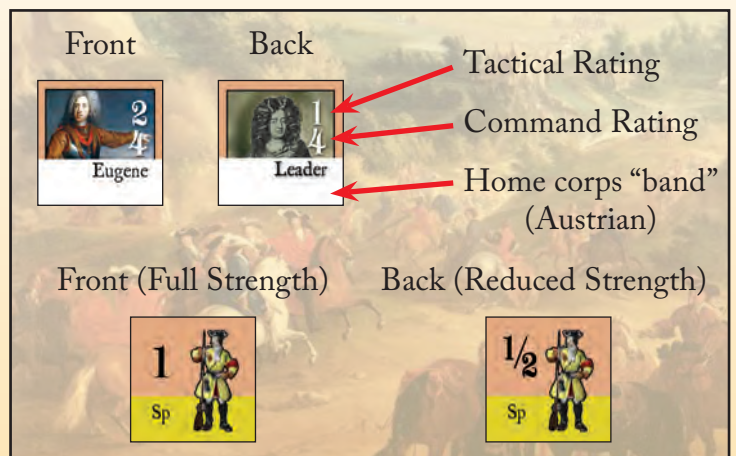 Front
Back
2
4
Eugene
1
4
Leader
Tactical Rating
Command Rating
Home corps “band”
(Austrian)
Front (Full Strength)
Back (Reduced Strength)
1
Sp
1/2
Sp